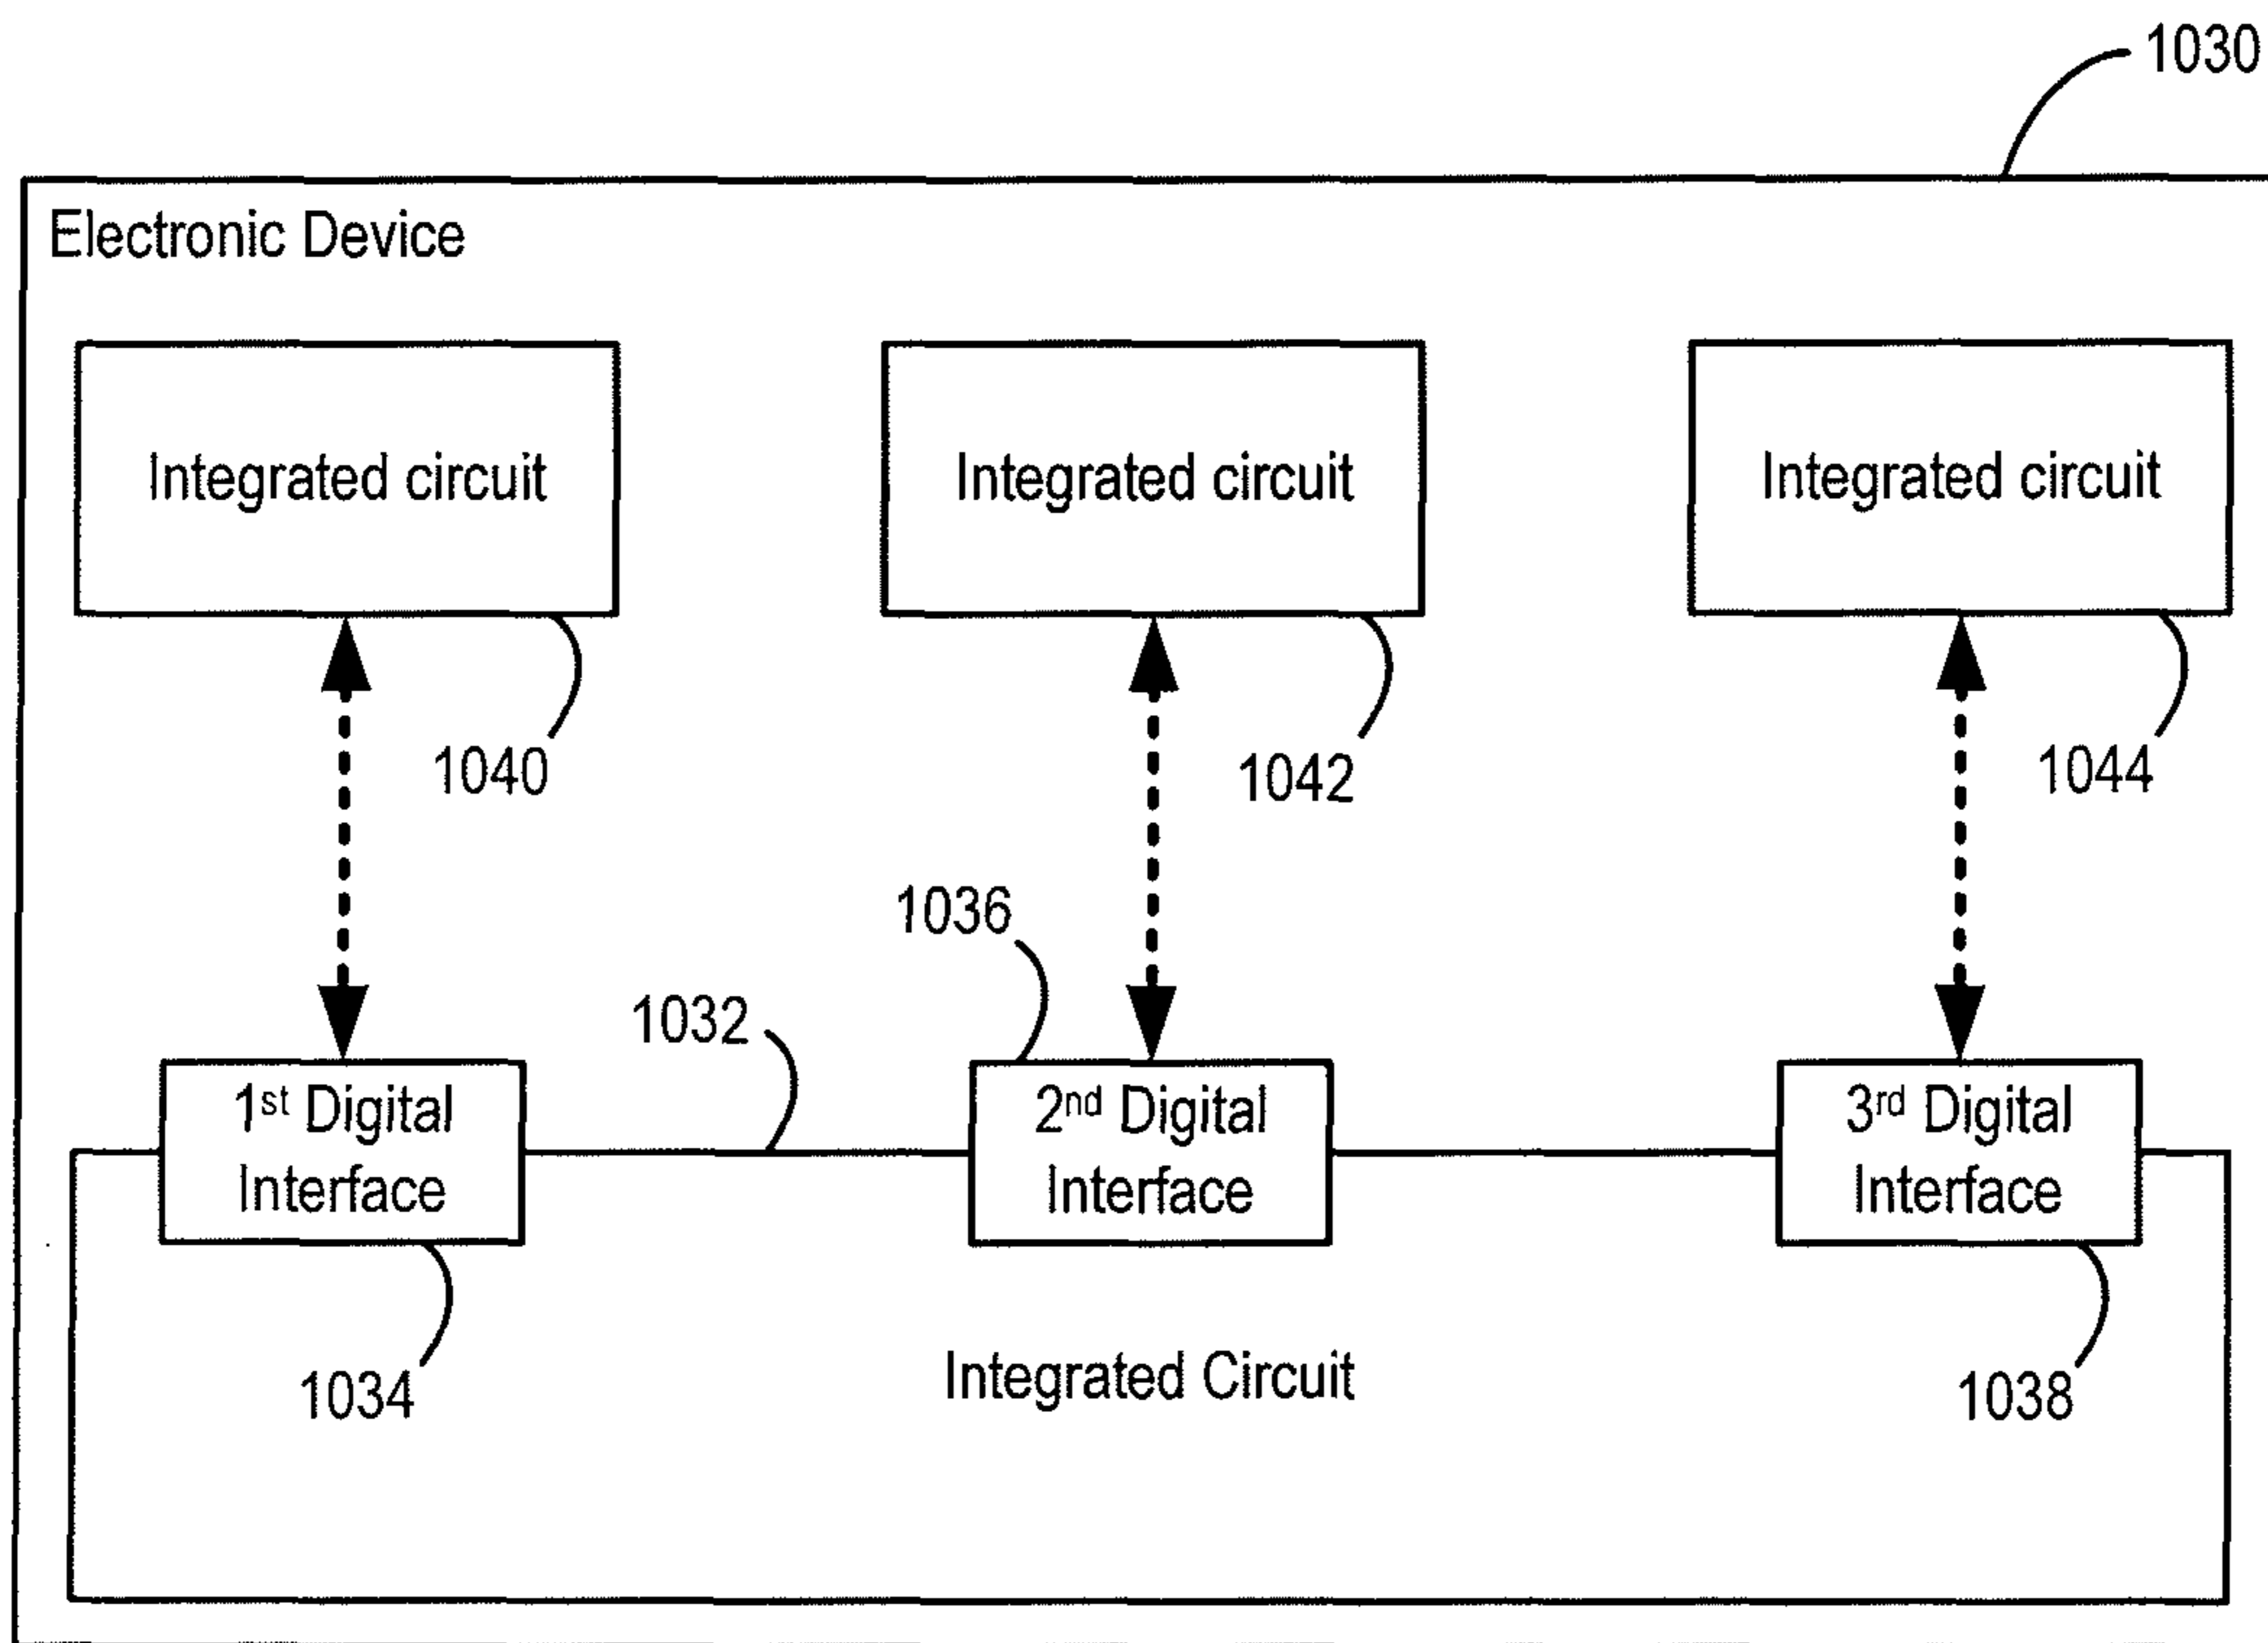 1030
Electronic Device
Integrated circuit
Integrated circuit
Integrated circuit
1040
1042
1044
1036
1032
1st Digital
Interface
2nd Digital
Interface
3rd Digital
Interface
1034
Integrated Circuit
1038